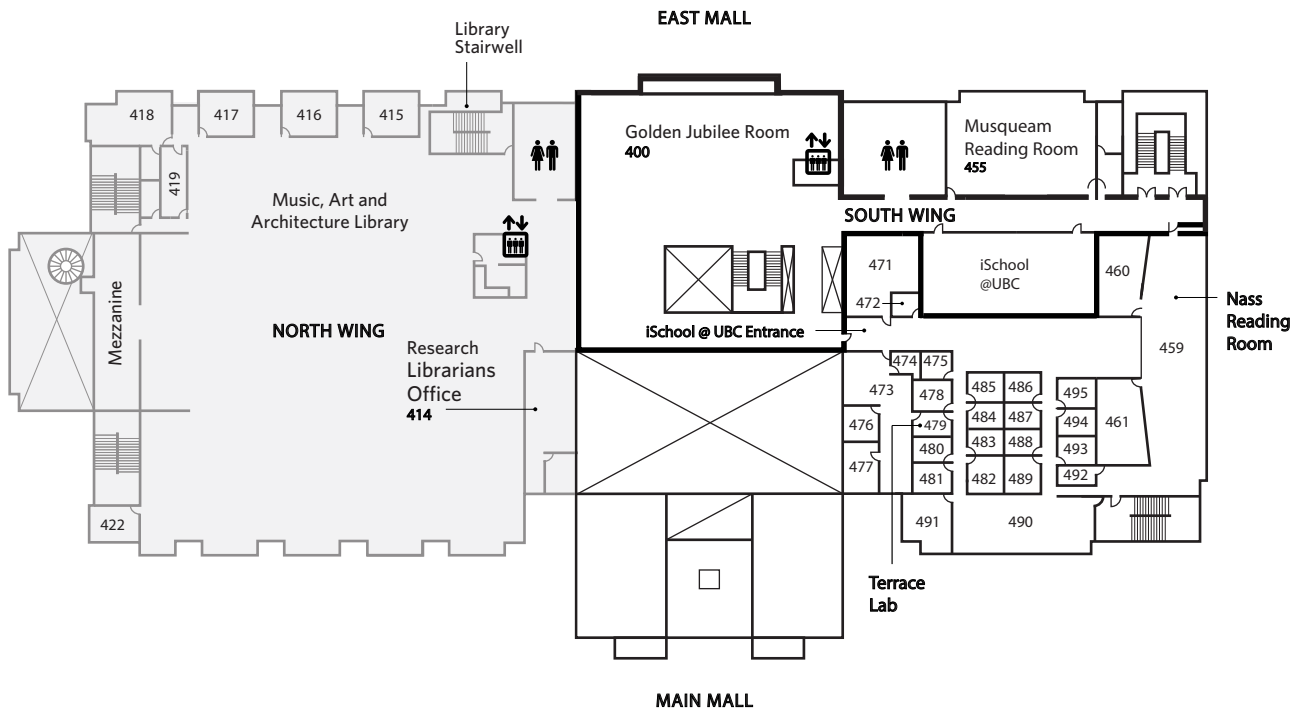 EAST MALL
Library
Stairwell
418
417
416
415
419
Music, Art and
Architecture Library
Mezzanine
NORTH WING
Research
Librarians
Office
414
422
Golden Jubilee Room
400
Musqueam
Reading Room
455
SOUTH WING
471
472
iSchool
@UBC
460
Nass
Reading
Room
459
iSchool @ UBC Entrance
474
475
473
478
485
486
495
476
479
484
487
494
461
480
483
488
493
477
481
482
489
492
491
490
Terrace
Lab
MAIN MALL